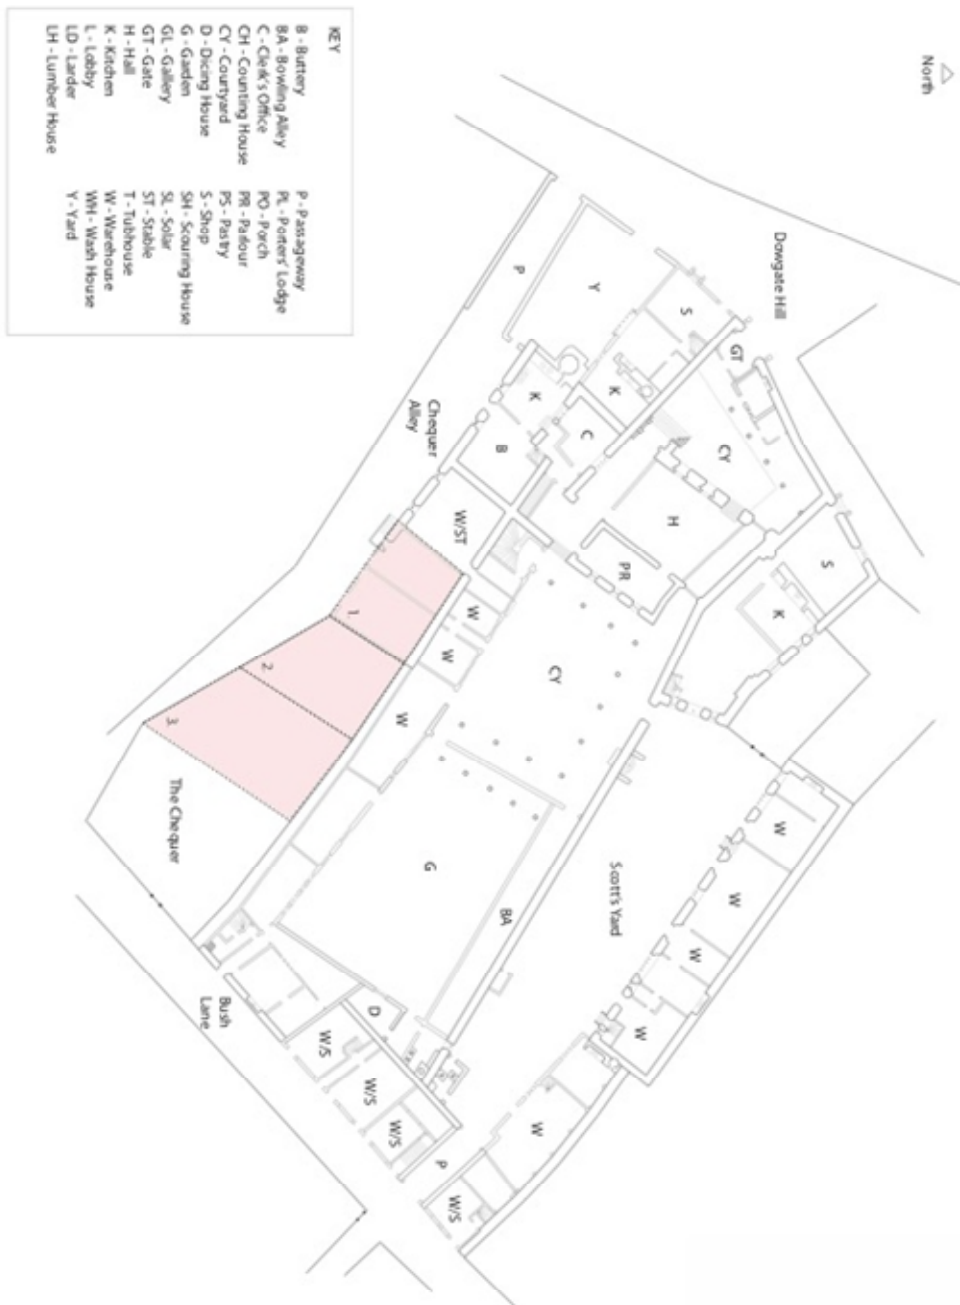 KEY
B - Buttery
BA - Bowling Alley
C - Clerk's Office
CH - Counting House
CY - Courtyard
D - Dicing House
G - Garden
GL - Gallery
GT - Gate
H - Hall
K - Kitchen
L - Lobby
LD - Larder
LH - Lumber House
P - Passageway
PL - Porters' Lodge
PO - Porch
PR - Parlour
PS - Pastry
S - Shop
SH - Scouring House
SL - Solar
ST - Stable
T - Tubhouse
W - Warehouse
WH - Wash House
Y - Yard
North
Dowgate Hill
P
Y
S
GT
K
K
C
CY
B
Chequer
Alley
W/ST
H
PR
S
K
1.
2.
3.
W
W
W
CY
The Chequer
G
BA
Scott's Yard
W
W
W
W
W
D
Bush
Lane
W/S
W/S
W/S
P
W/S